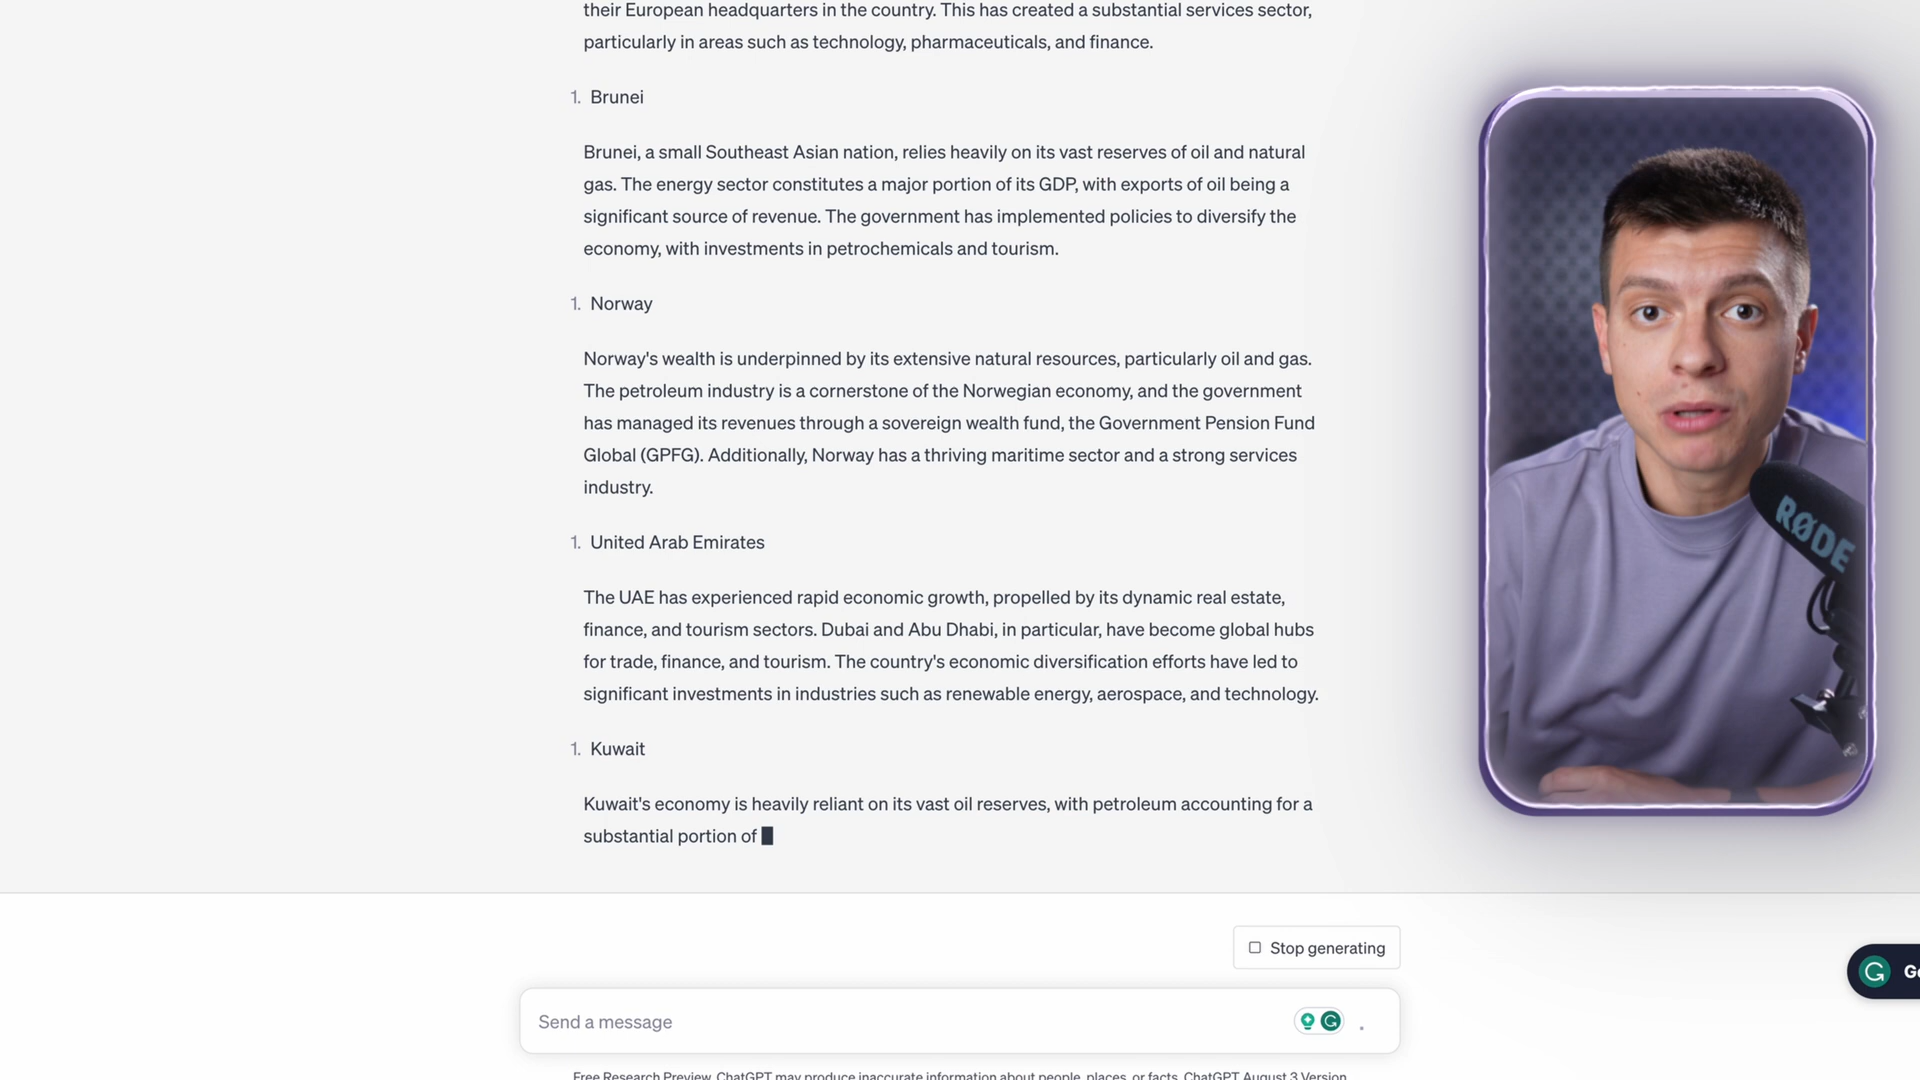 their European headquarters in the country. This has created a substantial services sector,
particularly in areas such as technology, pharmaceuticals, and finance.
1. Brunei
Brunei, a small Southeast Asian nation, relies heavily on its vast reserves of oil and natural
gas. The energy sector constitutes a major portion of its GDP, with exports of oil being a
significant source of revenue. The government has implemented policies to diversify the
economy, with investments in petrochemicals and tourism.
1. Norway
Norway's wealth is underpinned by its extensive natural resources, particularly oil and gas.
The petroleum industry is a cornerstone of the Norwegian economy, and the government
has managed its revenues through a sovereign wealth fund, the Government Pension Fund
Global (GPFG). Additionally, Norway has a thriving maritime sector and a strong services
industry.
1. United Arab Emirates
The UAE has experienced rapid economic growth, propelled by its dynamic real estate,
finance, and tourism sectors. Dubai and Abu Dhabi, in particular, have become global hubs
for trade, finance, and tourism. The country's economic diversification efforts have led to
significant investments in industries such as renewable energy, aerospace, and technology.
1. Kuwait
Kuwait's economy is heavily reliant on its vast oil reserves, with petroleum accounting for a
substantial portion of
RØDE
Stop generating
G
Send a message
Free Research Preview. ChatGPT may produce inaccurate information about people, places, or facts. ChatGPT August 3 Version